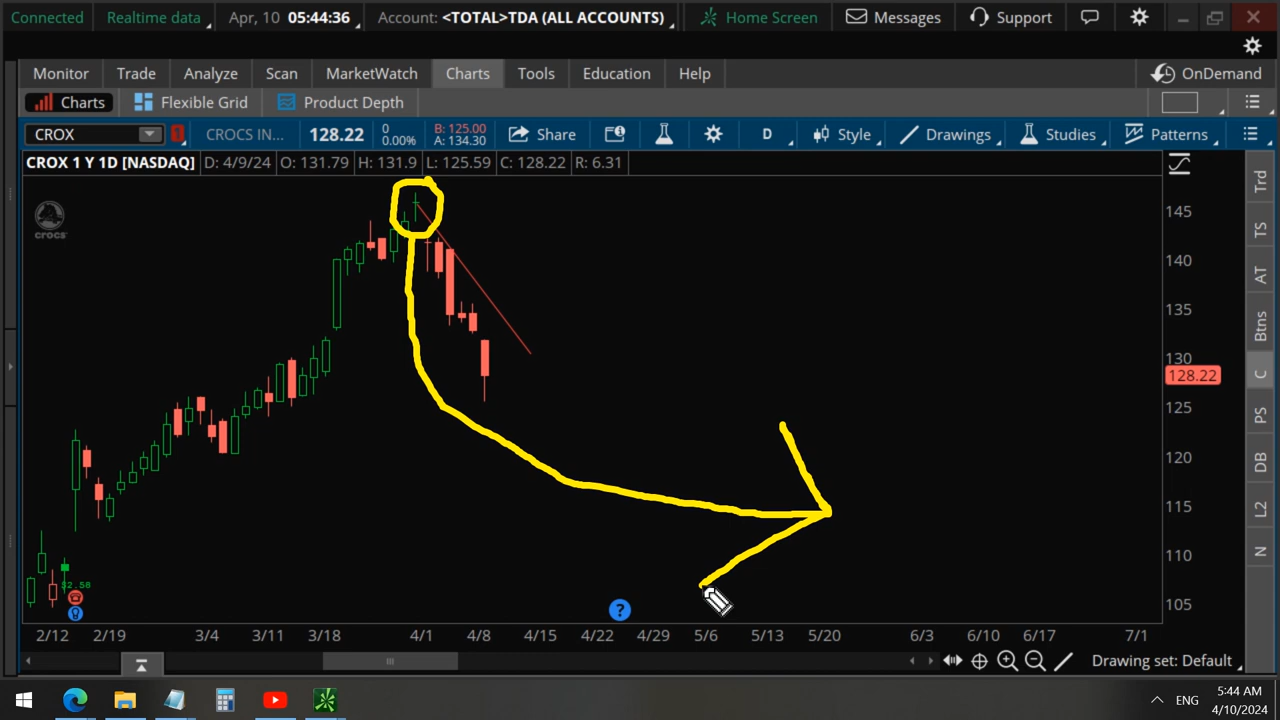 Connected Realtime data Apr, 10 05:44:36 Account: <TOTAL>TDA (ALL ACCOUNTS) Home Screen Messages Support
Monitor Trade Analyze Scan MarketWatch Charts Tools Education Help OnDemand
Charts Flexible Grid Product Depth
CROX 1 CROCS IN... 128.22 0 0.00% B: 125.00 A: 134.30 Share D Style Drawings Studies Patterns
CROX 1 Y 1D [NASDAQ] D: 4/9/24 O: 131.79 H: 131.9 L: 125.59 C: 128.22 R: 6.31
crocs
145
140
135
130
128.22
125
120
115
110
105
$2.58
?
2/12 2/19 3/4 3/11 3/18 4/1 4/8 4/15 4/22 4/29 5/6 5/13 5/20 6/3 6/10 6/17 7/1
Trd
TS
AT
Btns
C
PS
DB
L2
N
Drawing set: Default
ENG
5:44 AM
4/10/2024